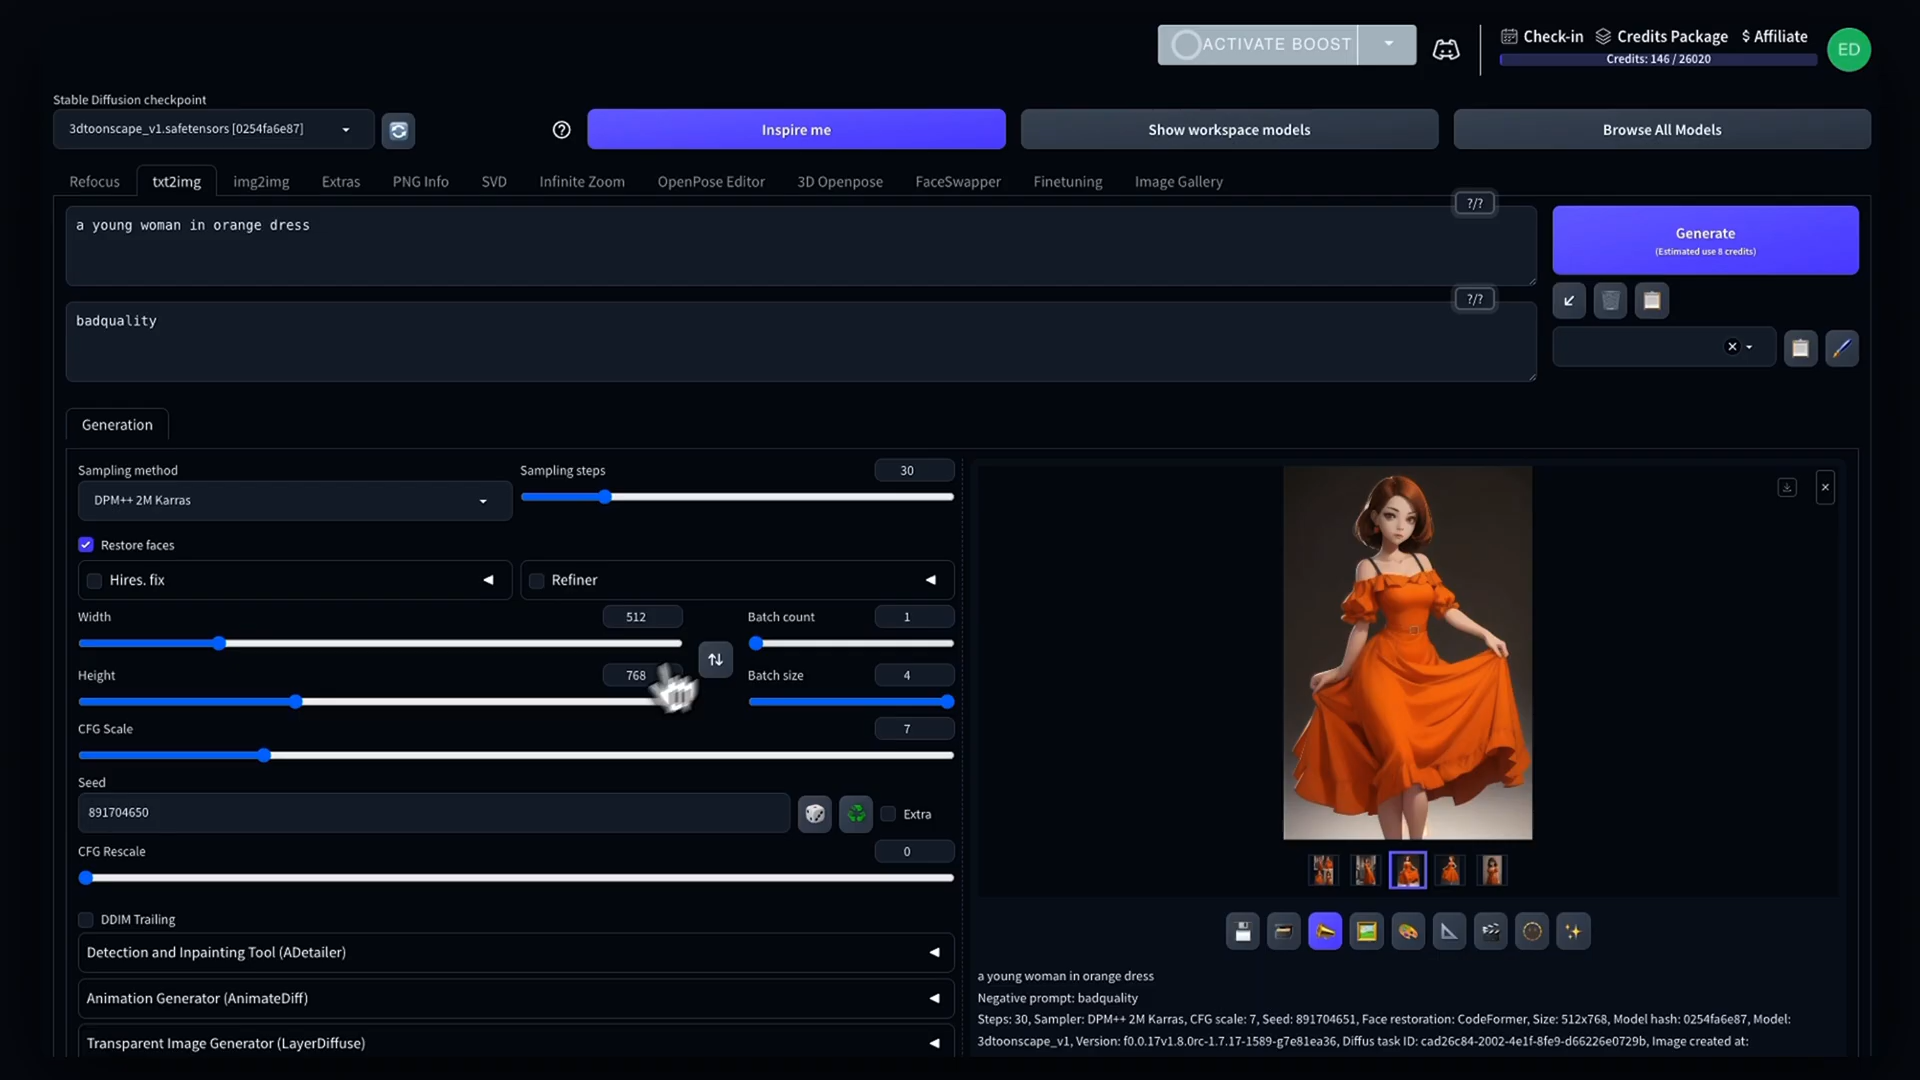 ACTIVATE BOOST
Check-in
Credits Package
$ Affiliate
Credits: 146 / 26020
ED
Stable Diffusion checkpoint
3dtoonscape_v1.safetensors [0254fa6e87]
Inspire me
Show workspace models
Browse All Models
Refocus
txt2img
img2img
Extras
PNG Info
SVD
Infinite Zoom
OpenPose Editor
3D Openpose
FaceSwapper
Finetuning
Image Gallery
?/?
a young woman in orange dress
Generate
(Estimated use 8 credits)
?/?
badquality
Generation
Sampling method
DPM++ 2M Karras
Sampling steps
30
Restore faces
Hires. fix
Refiner
Width
512
Batch count
1
Height
768
Batch size
4
CFG Scale
7
Seed
891704650
Extra
CFG Rescale
0
DDIM Trailing
Detection and Inpainting Tool (ADetailer)
Animation Generator (AnimateDiff)
Transparent Image Generator (LayerDiffuse)
a young woman in orange dress
Negative prompt: badquality
Steps: 30, Sampler: DPM++ 2M Karras, CFG scale: 7, Seed: 891704651, Face restoration: CodeFormer, Size: 512x768, Model hash: 0254fa6e87, Model:
3dtoonscape_v1, Version: f0.0.17v1.8.0rc-1.7.17-1589-g7e81ea36, Diffus task ID: cad26c84-2002-4e1f-8fe9-d66226e0729b, Image created at: